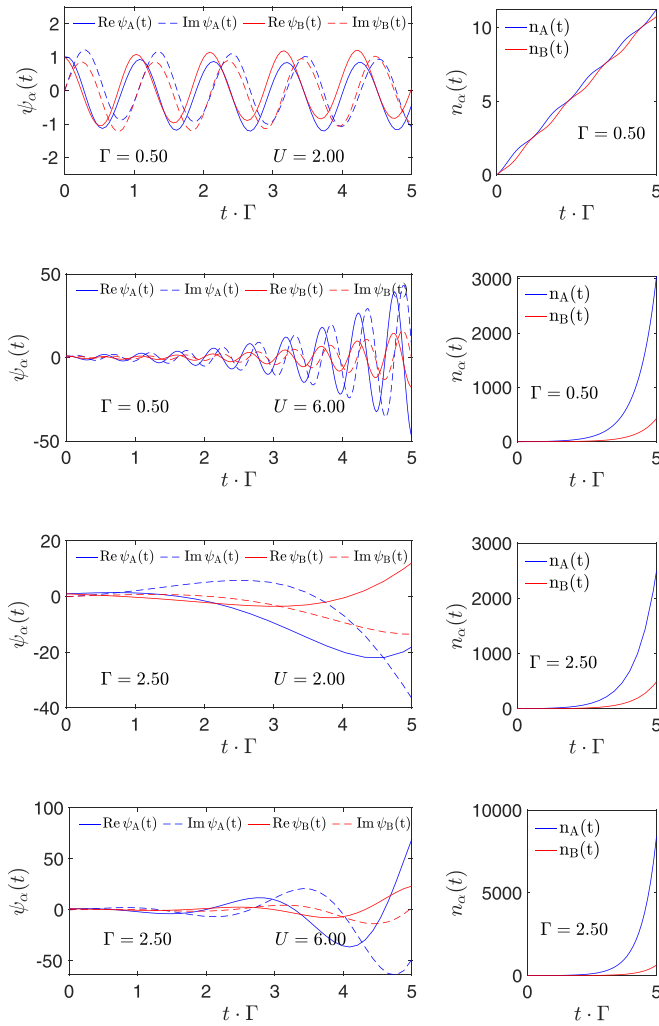 Re ψA(t) Im ψA(t) Re ψB(t) Im ψB(t)
ψα(t)
2
1
0
-1
-2
Γ = 0.50 U = 2.00
0 1 2 3 4 5
t · Γ
nA(t)
nB(t)
nα(t)
10
5
0
Γ = 0.50
0 5
t · Γ
Re ψA(t) Im ψA(t) Re ψB(t) Im ψB(t)
ψα(t)
50
0
-50
Γ = 0.50 U = 6.00
0 1 2 3 4 5
t · Γ
nA(t)
nB(t)
nα(t)
3000
2000
1000
0
Γ = 0.50
0 5
t · Γ
Re ψA(t) Im ψA(t) Re ψB(t) Im ψB(t)
ψα(t)
20
0
-20
-40
Γ = 2.50 U = 2.00
0 1 2 3 4 5
t · Γ
nA(t)
nB(t)
nα(t)
3000
2000
1000
0
Γ = 2.50
0 5
t · Γ
Re ψA(t) Im ψA(t) Re ψB(t) Im ψB(t)
ψα(t)
100
50
0
-50
Γ = 2.50 U = 6.00
0 1 2 3 4 5
t · Γ
nA(t)
nB(t)
nα(t)
10000
5000
0
Γ = 2.50
0 5
t · Γ